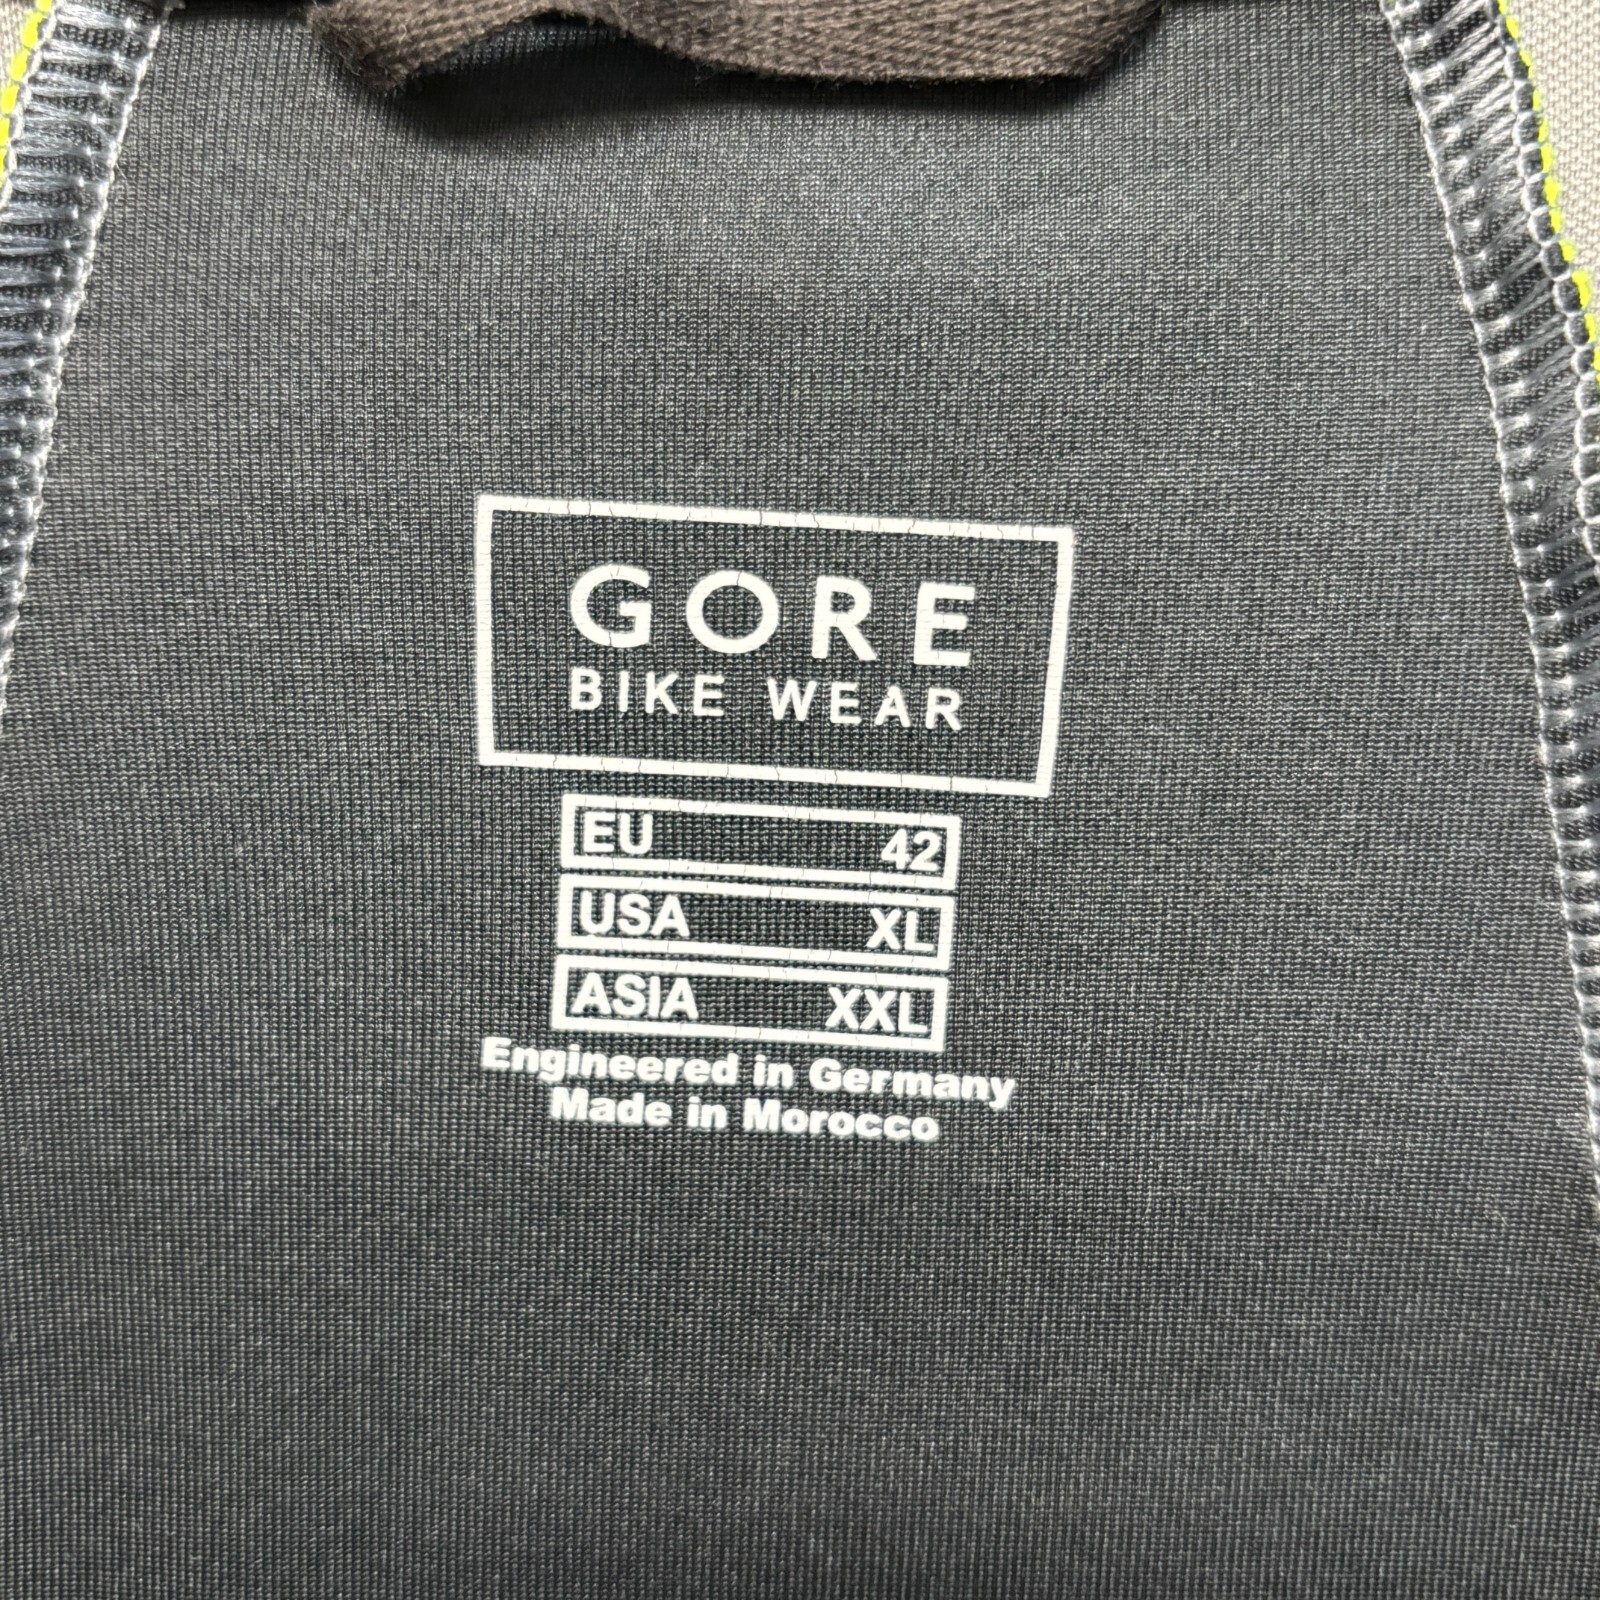 GORE
BIKE WEAR
EU 42
USA XL
ASIA XXL
Engineered in Germany
Made in Morocco